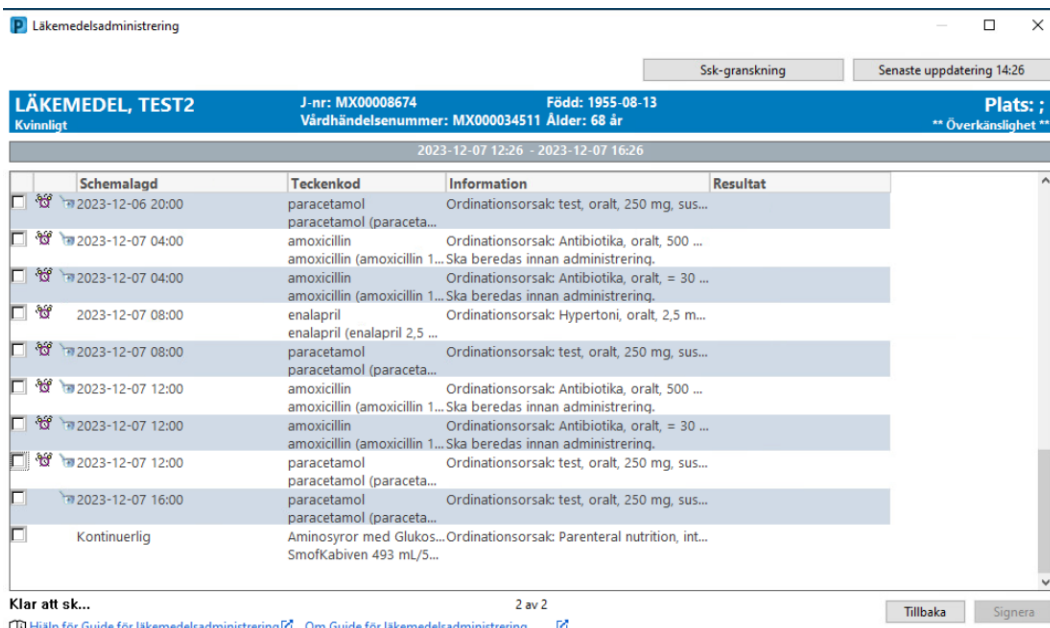 Läkemedelsadministrering
Ssk-granskning Senaste uppdatering 14:26
LÄKEMEDEL, TEST2 J-nr: MX00008674 Född: 1955-08-13 Plats: ;
Kvinnligt Vårdhändelsenummer: MX000034511 Ålder: 68 år ** Överkänslighet **
2023-12-07 12:26 - 2023-12-07 16:26
Schemalagd Teckenkod Information Resultat
2023-12-06 20:00 paracetamol Ordinationsorsak: test, oralt, 250 mg, sus...
paracetamol (paraceta...
2023-12-07 04:00 amoxicillin Ordinationsorsak: Antibiotika, oralt, 500 ...
amoxicillin (amoxicillin 1... Ska beredas innan administrering.
2023-12-07 04:00 amoxicillin Ordinationsorsak: Antibiotika, oralt, = 30 ...
amoxicillin (amoxicillin 1... Ska beredas innan administrering.
2023-12-07 08:00 enalapril Ordinationsorsak: Hypertoni, oralt, 2,5 m...
enalapril (enalapril 2,5 ...
2023-12-07 08:00 paracetamol Ordinationsorsak: test, oralt, 250 mg, sus...
paracetamol (paraceta...
2023-12-07 12:00 amoxicillin Ordinationsorsak: Antibiotika, oralt, 500 ...
amoxicillin (amoxicillin 1... Ska beredas innan administrering.
2023-12-07 12:00 amoxicillin Ordinationsorsak: Antibiotika, oralt, = 30 ...
amoxicillin (amoxicillin 1... Ska beredas innan administrering.
2023-12-07 12:00 paracetamol Ordinationsorsak: test, oralt, 250 mg, sus...
paracetamol (paraceta...
2023-12-07 16:00 paracetamol Ordinationsorsak: test, oralt, 250 mg, sus...
paracetamol (paraceta...
Kontinuerlig Aminosyror med Glukos... Ordinationsorsak: Parenteral nutrition, int...
SmofKabiven 493 mL/5...
Klar att sk... 2 av 2 Tillbaka Signera
Hjälp för Guide för läkemedelsadministrering Om Guide för läkemedelsadministrering